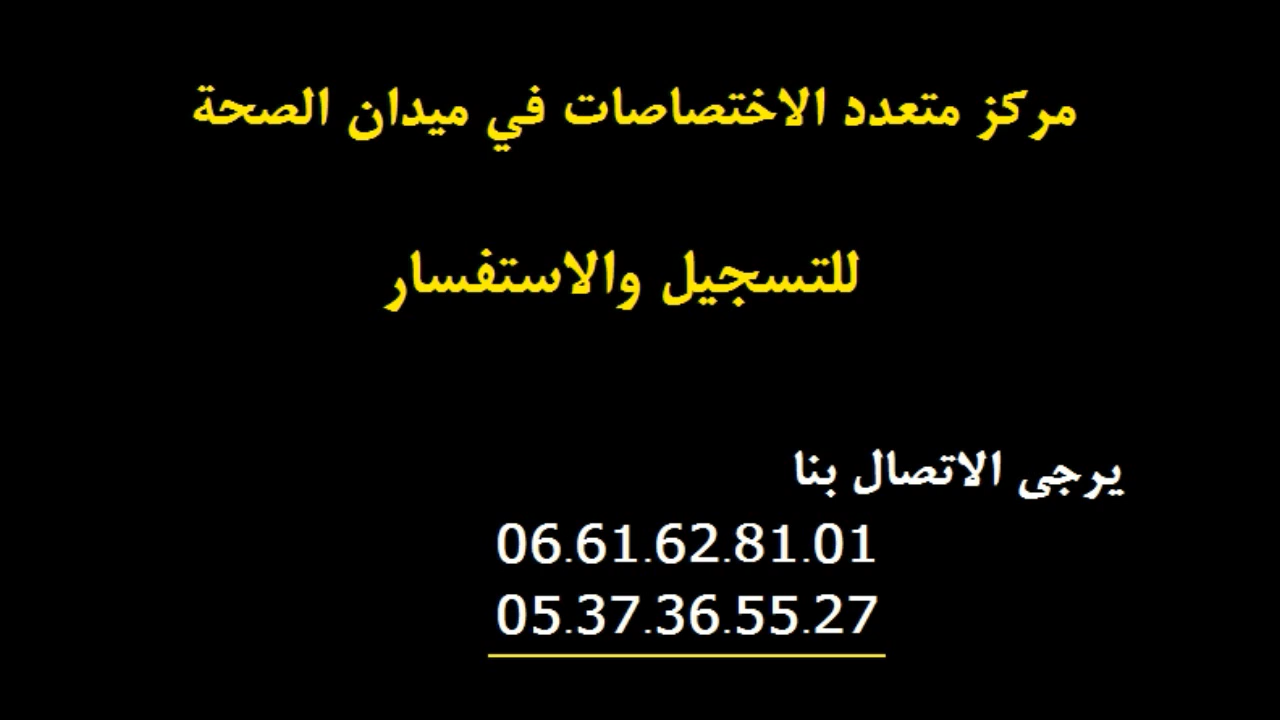 مركز متعدد الاختصاصات في ميدان الصحة
للتسجيل والاستفسار
يرجى الاتصال بنا
06.61.62.81.01
05.37.36.55.27